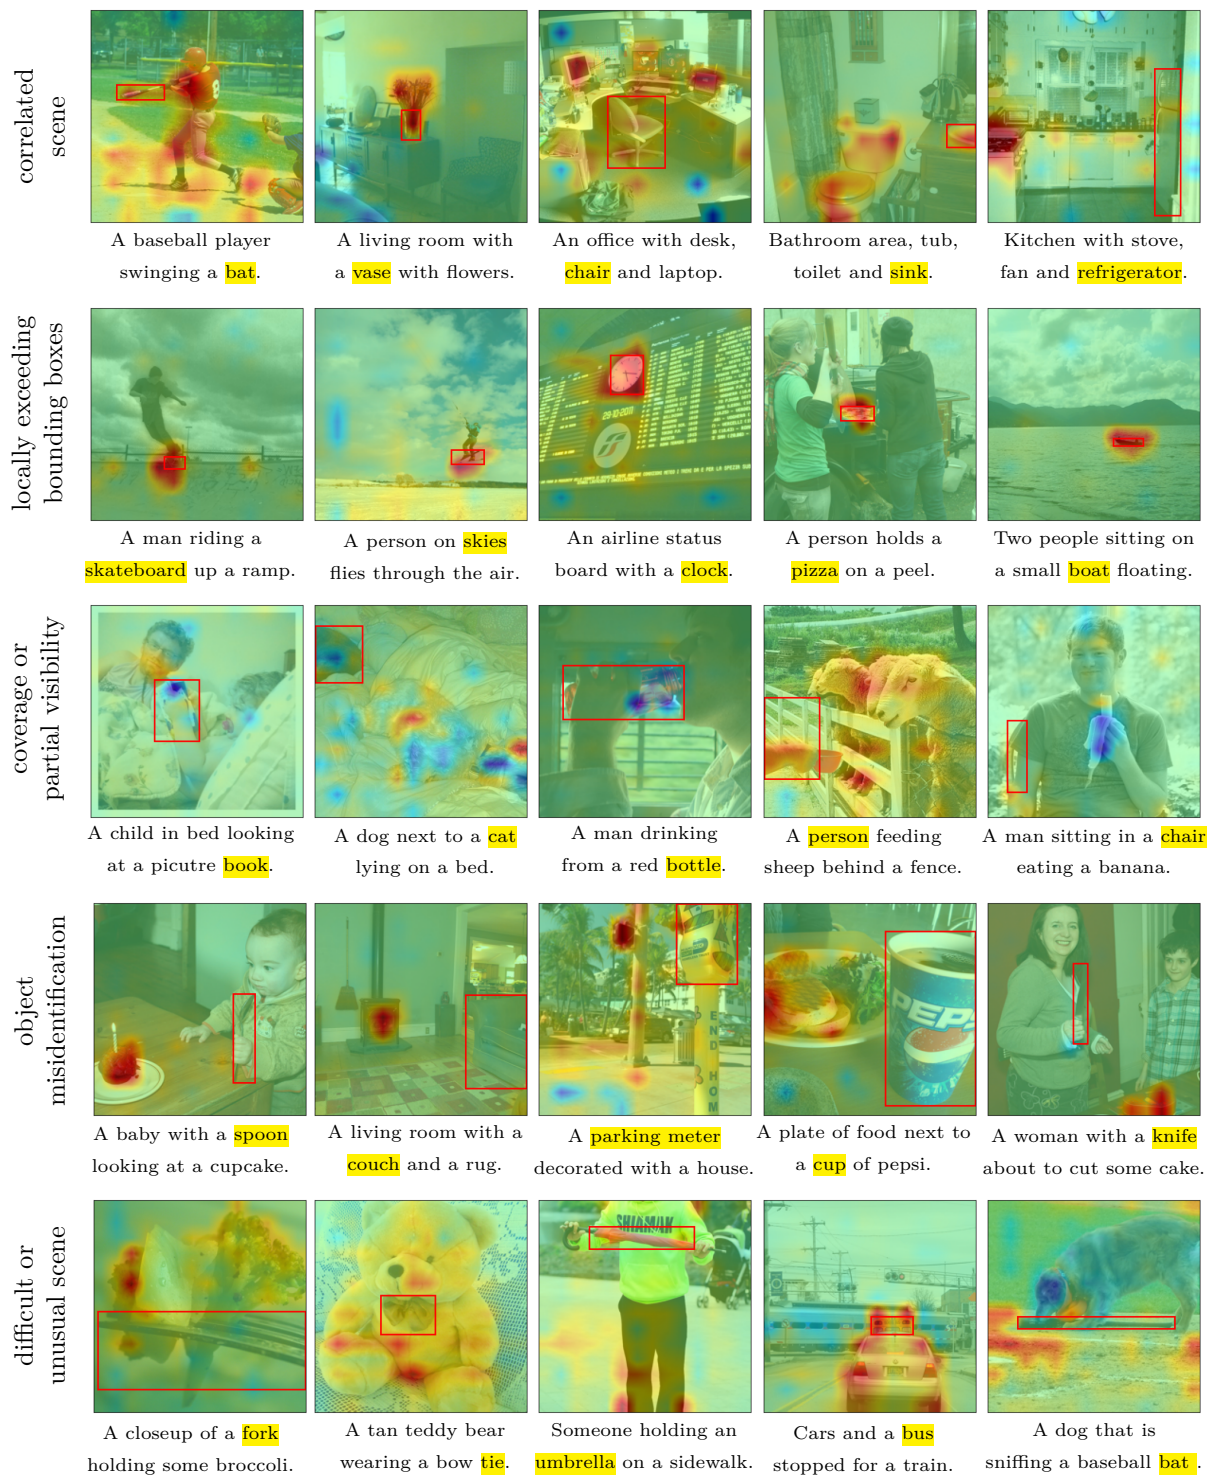 correlated
scene
A baseball player
swinging a bat.
A living room with
a vase with flowers.
An office with desk,
chair and laptop.
Bathroom area, tub,
toilet and sink.
Kitchen with stove,
fan and refrigerator.
locally exceeding
bounding boxes
29-10-2011
A man riding a
skateboard up a ramp.
A person on skies
flies through the air.
An airline status
board with a clock.
A person holds a
pizza on a peel.
Two people sitting on
a small boat floating.
coverage or
partial visibility
A child in bed looking
at a picutre book.
A dog next to a cat
lying on a bed.
A man drinking
from a red bottle.
A person feeding
sheep behind a fence.
A man sitting in a chair
eating a banana.
object
misidentification
END HOM
PEPS
A baby with a spoon
looking at a cupcake.
A living room with a
couch and a rug.
A parking meter
decorated with a house.
A plate of food next to
a cup of pepsi.
A woman with a knife
about to cut some cake.
difficult or
unusual scene
SHIAMAK
A closeup of a fork
holding some broccoli.
A tan teddy bear
wearing a bow tie.
Someone holding an
umbrella on a sidewalk.
Cars and a bus
stopped for a train.
A dog that is
sniffing a baseball bat .